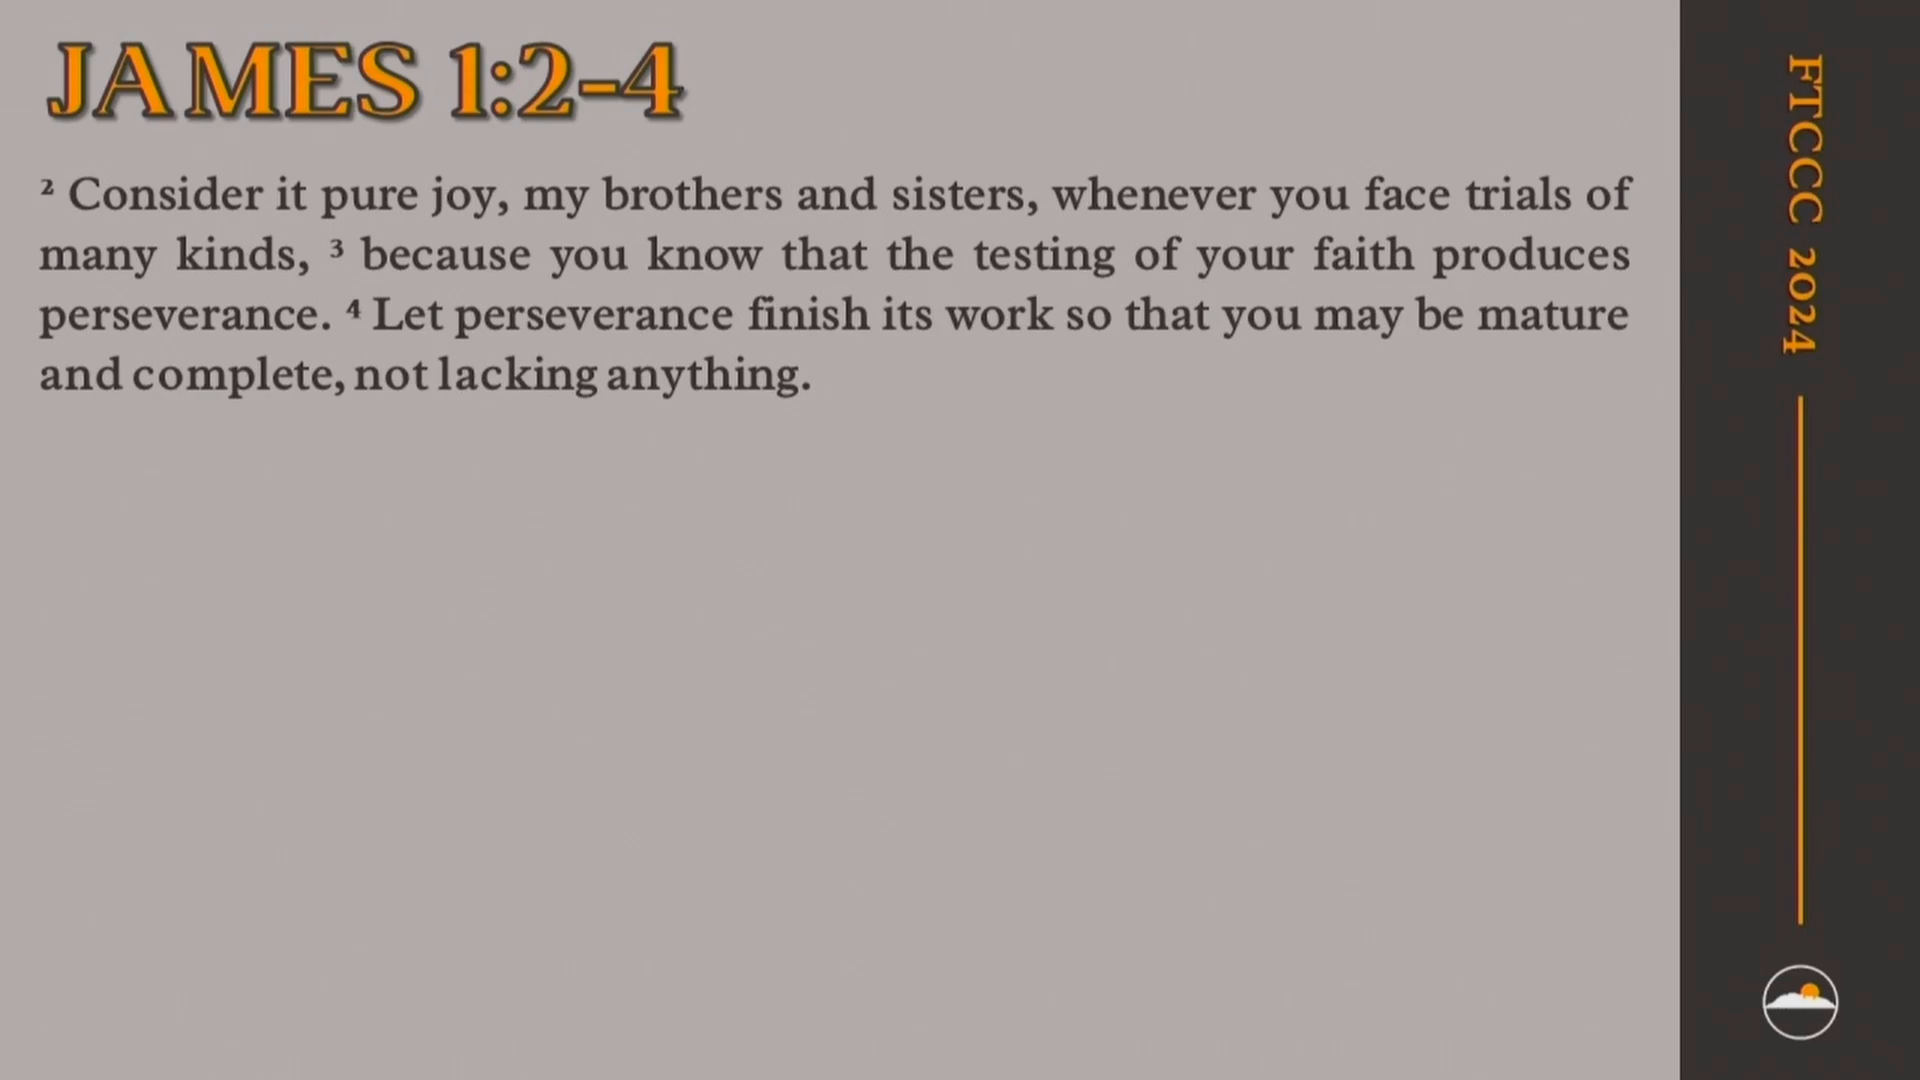 JAMES 1:2-4
² Consider it pure joy, my brothers and sisters, whenever you face trials of
many kinds, ³ because you know that the testing of your faith produces
perseverance. ⁴ Let perseverance finish its work so that you may be mature
and complete, not lacking anything.
FTCCC 2024